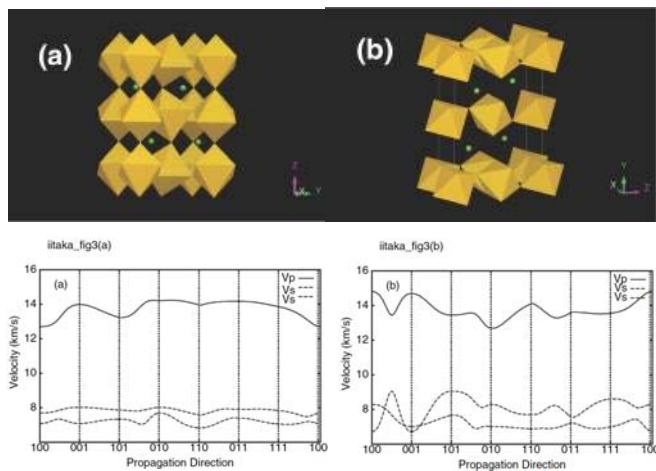 (a)
(b)
Z
X
Y
Y
X
Z
iitaka_fig3(a)
iitaka_fig3(b)
16
14
12
10
8
Velocity (km/s)
(a)
Vp
Vs
Vs
100 001 101 010 110 011 111 100
Propagation Direction
16
14
12
10
8
Velocity (km/s)
(b)
Vp
Vs
Vs
100 001 101 010 110 011 111 100
Propagation Direction